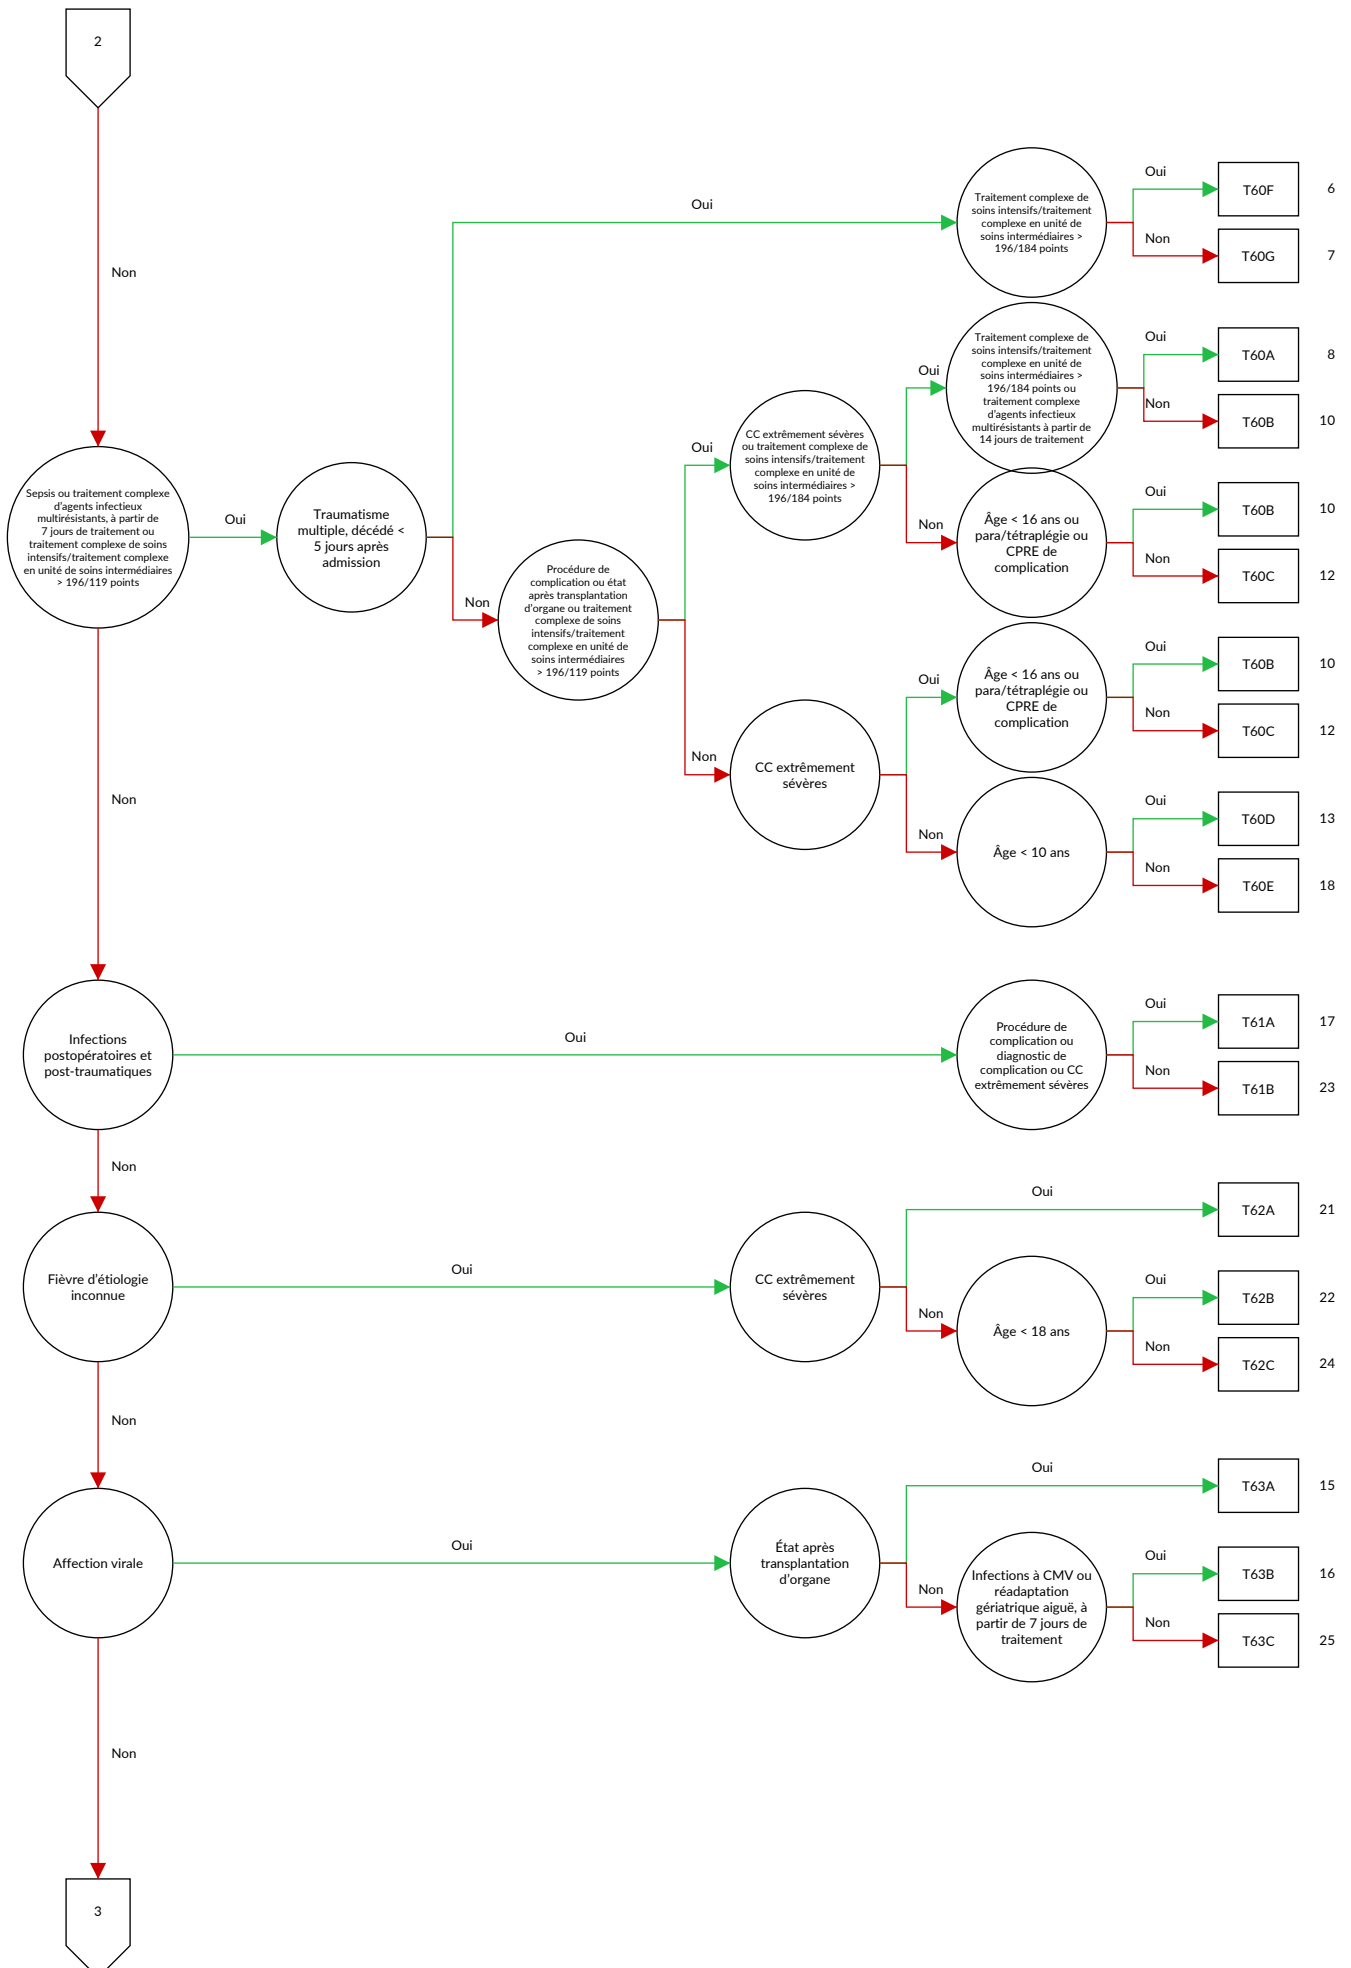 2
Non
Oui
Traitement complexe de
soins intensifs/traitement
complexe en unité de
soins intermédiaires >
196/184 points
Oui
T60F
6
Non
T60G
7
Sepsis ou traitement complexe
d'agents infectieux
multirésistants, à partir de
7 jours de traitement ou
traitement complexe de soins
intensifs/traitement complexe
en unité de soins intermédiaires
> 196/119 points
Oui
Traumatisme
multiple, décédé <
5 jours après
admission
Non
Procédure de
complication ou état
après transplantation
d'organe ou traitement
complexe de soins
intensifs/traitement
complexe en unité de
soins intermédiaires
> 196/119 points
Oui
CC extrêmement sévères
ou traitement complexe de
soins intensifs/traitement
complexe en unité de
soins intermédiaires >
196/184 points
Oui
Traitement complexe de
soins intensifs/traitement
complexe en unité de
soins intermédiaires >
196/184 points ou
traitement complexe
d'agents infectieux
multirésistants à partir de
14 jours de traitement
Oui
T60A
8
Non
T60B
10
Non
Âge < 16 ans ou
para/tétraplégie ou
CPRE de
complication
Oui
T60B
10
Non
T60C
12
Non
CC extrêmement
sévères
Oui
Âge < 16 ans ou
para/tétraplégie ou
CPRE de
complication
Oui
T60B
10
Non
T60C
12
Non
Âge < 10 ans
Oui
T60D
13
Non
T60E
18
Non
Infections
postopératoires et
post-traumatiques
Oui
Procédure de
complication ou
diagnostic de
complication ou CC
extrêmement sévères
Oui
T61A
17
Non
T61B
23
Non
Fièvre d'étiologie
inconnue
Oui
CC extrêmement
sévères
Oui
T62A
21
Non
Âge < 18 ans
Oui
T62B
22
Non
T62C
24
Non
Affection virale
Oui
État après
transplantation
d'organe
Oui
T63A
15
Non
Infections à CMV ou
réadaptation
gériatrique aiguë, à
partir de 7 jours de
traitement
Oui
T63B
16
Non
T63C
25
Non
3